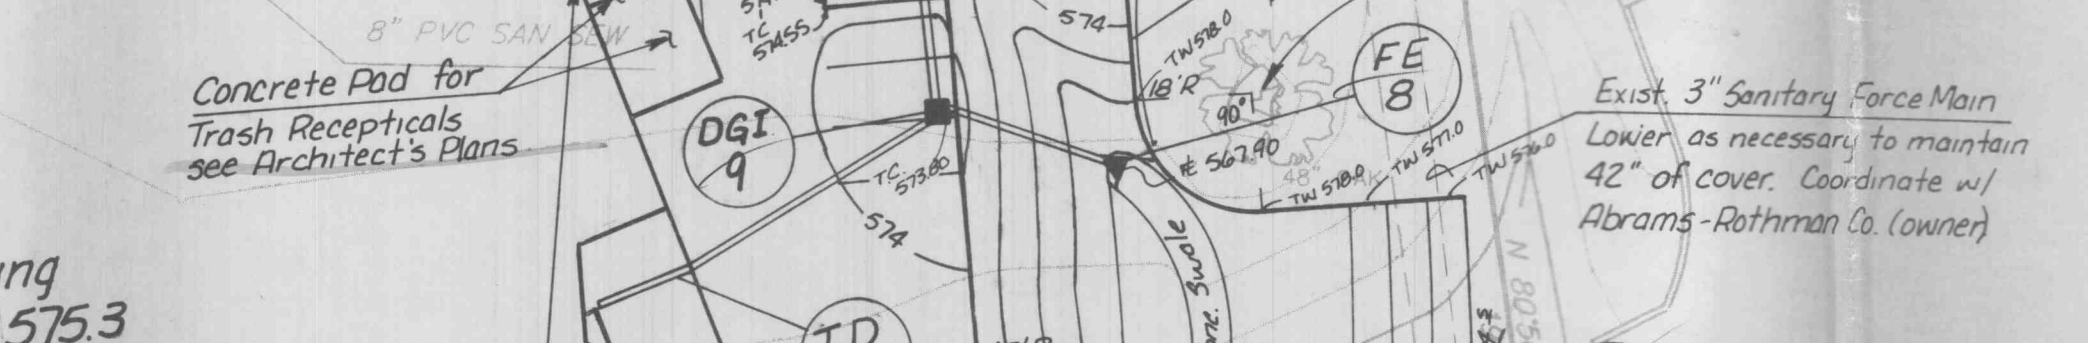 8" PVC SAN SEW
Concrete Pad for
Trash Recepticals
see Architect's Plans
575.3
TC
574.55
DGI
9
TC
573.80
574
TD
574
TW 578.0
18'R
90°
FE
8
567.90
48"
TW 578.0
TW 577.0
TW 576.0
Swale
Exist. 3" Sanitary Force Main
Lower as necessary to maintain
42" of cover. Coordinate w/
Abrams-Rothman Co. (owner)